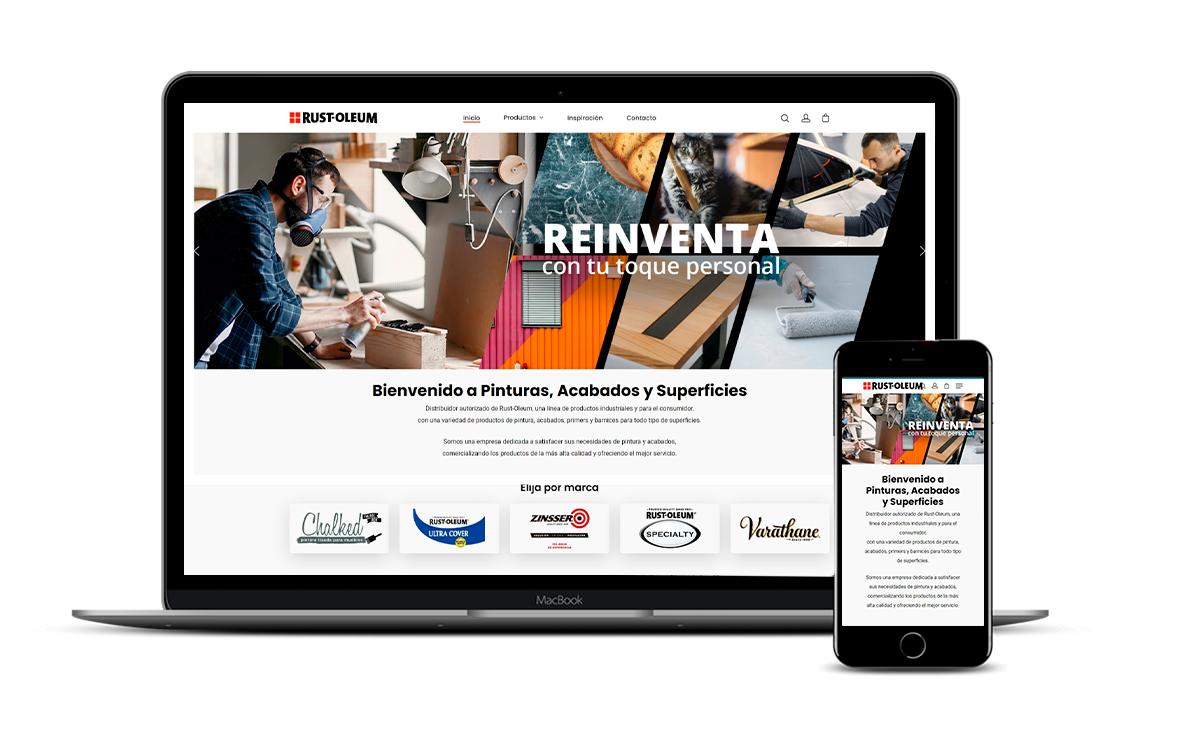 RUST-OLEUM
Inicio Productos Inspiración Contacto
REINVENTA
con tu toque personal
Bienvenido a Pinturas, Acabados y Superficies
Distribuidor autorizado de Rust-Oleum, una línea de productos industriales y para el consumidor,
con una variedad de productos de pintura, acabados, primers y barnices para todo tipo de superficies.
Somos una empresa dedicada a satisfacer sus necesidades de pintura y acabados,
comercializando los productos de la más alta calidad y ofreciendo el mejor servicio.
Elija por marca
Chalked
pintura tizada para muebles
RUST-OLEUM
ULTRA COVER
ZINSSER
RUST-OLEUM
SPECIALTY
Varathane
MacBook
RUST-OLEUM
REINVENTA
con tu toque personal
Bienvenido a
Pinturas, Acabados
y Superficies
Distribuidor autorizado de Rust-Oleum, una
línea de productos industriales y para el
consumidor,
con una variedad de productos de pintura,
acabados, primers y barnices para todo tipo
de superficies.
Somos una empresa dedicada a satisfacer
sus necesidades de pintura y acabados,
comercializando los productos de la más
alta calidad y ofreciendo el mejor servicio.